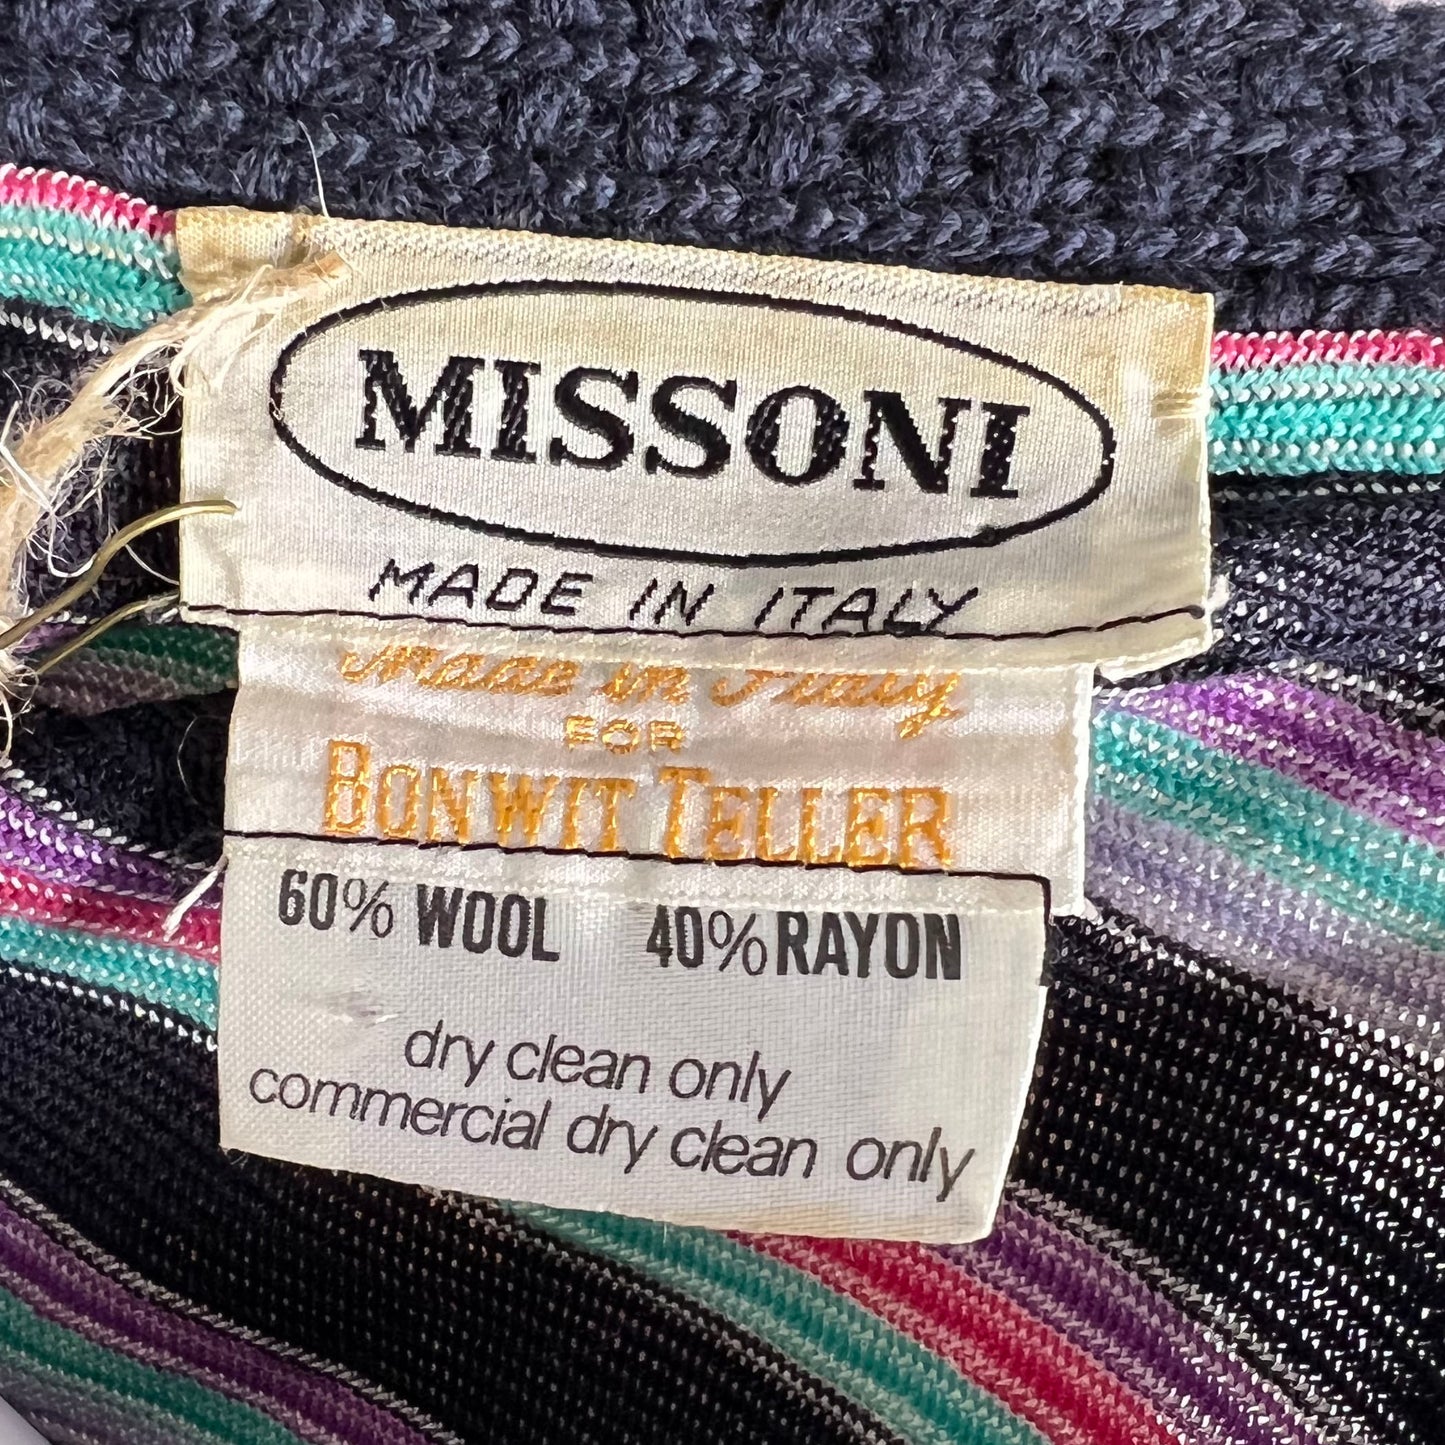 MISSONI
MADE IN ITALY
Made in Italy
FOR
BONWIT TELLER
60% WOOL 40% RAYON
dry clean only
commercial dry clean only